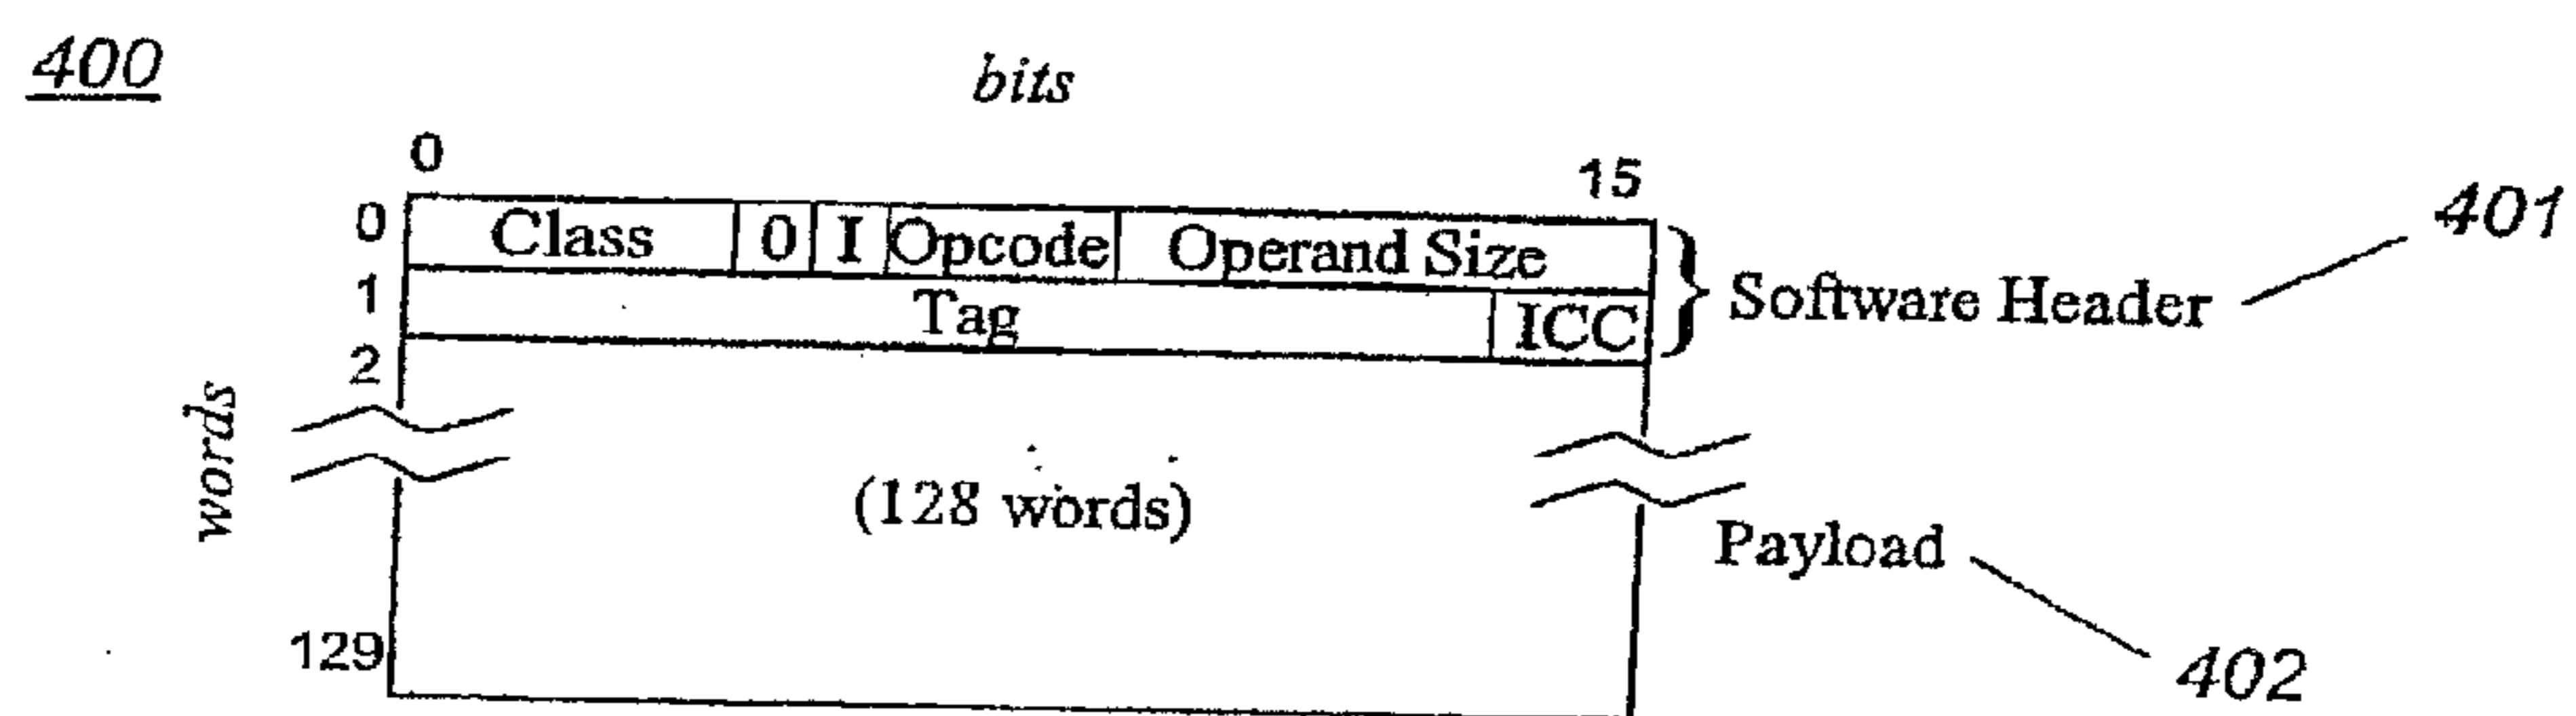 400
bits
0 15
0 Class 0 I Opcode Operand Size
401
1 Tag ICC
Software Header
2
words
(128 words)
Payload
129
402